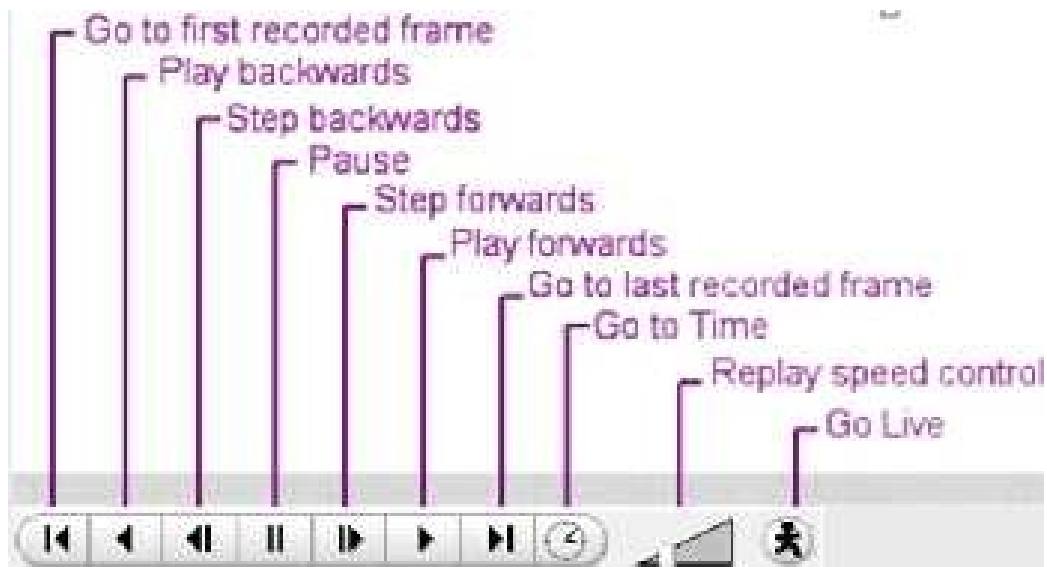 Go to first recorded frame
Play backwards
Step backwards
Pause
Step forwards
Play forwards
Go to last recorded frame
Go to Time
Replay speed control
Go Live